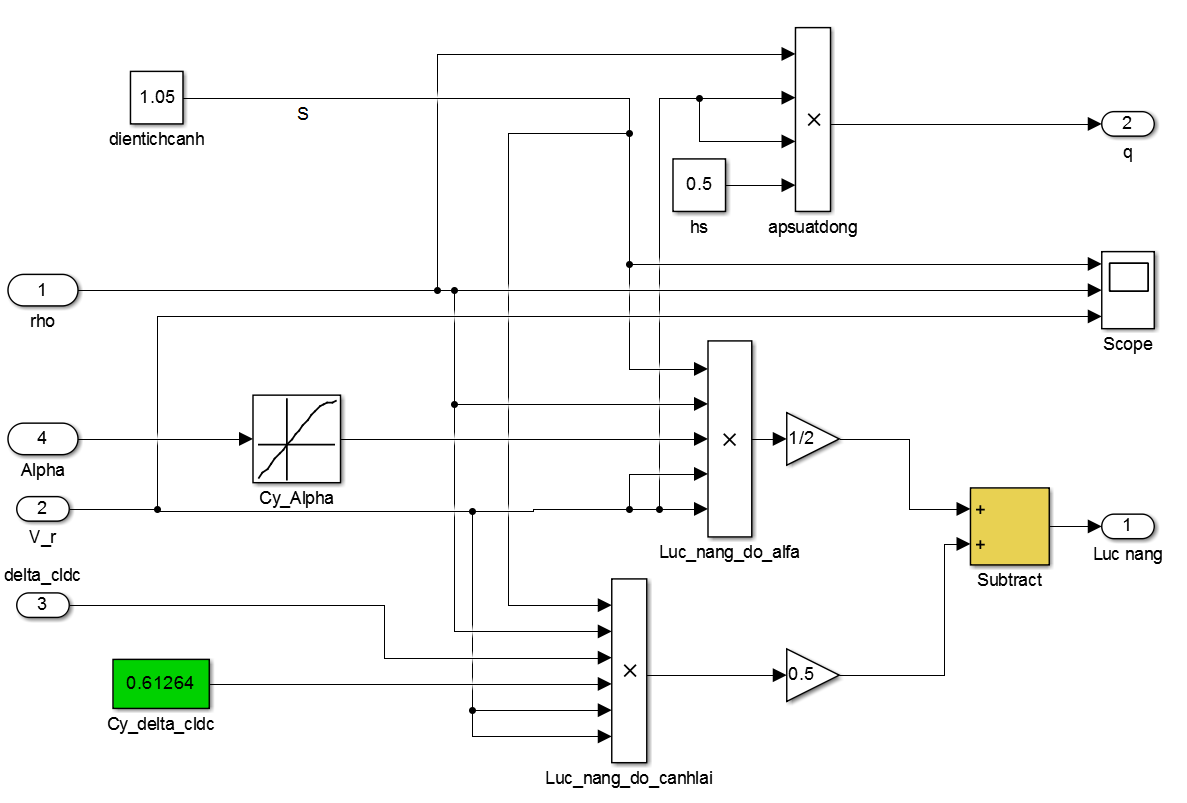 1.05
dientichcanh
S
0.5
hs
×
apsuatdong
2
q
1
rho
Scope
4
Alpha
Cy_Alpha
2
V_r
×
Luc_nang_do_alfa
1/2
+
+
Subtract
1
Luc nang
delta_cldc
3
0.61264
Cy_delta_cldc
×
Luc_nang_do_canhlai
0.5